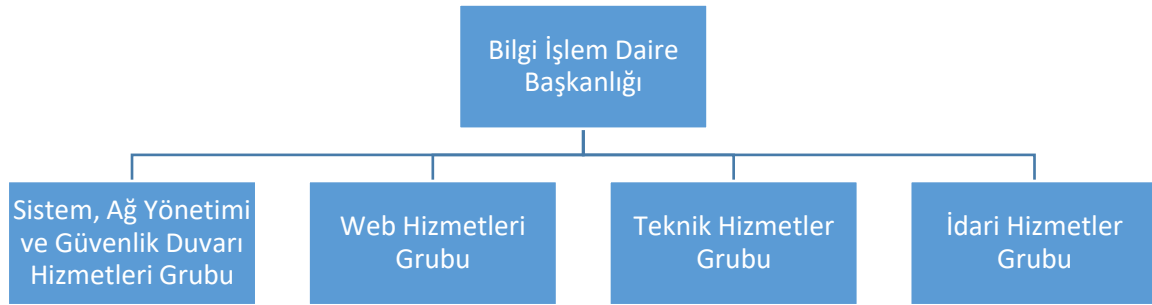 Bilgi İşlem Daire
Başkanlığı
Sistem, Ağ Yönetimi
ve Güvenlik Duvarı
Hizmetleri Grubu
Web Hizmetleri
Grubu
Teknik Hizmetler
Grubu
İdari Hizmetler
Grubu